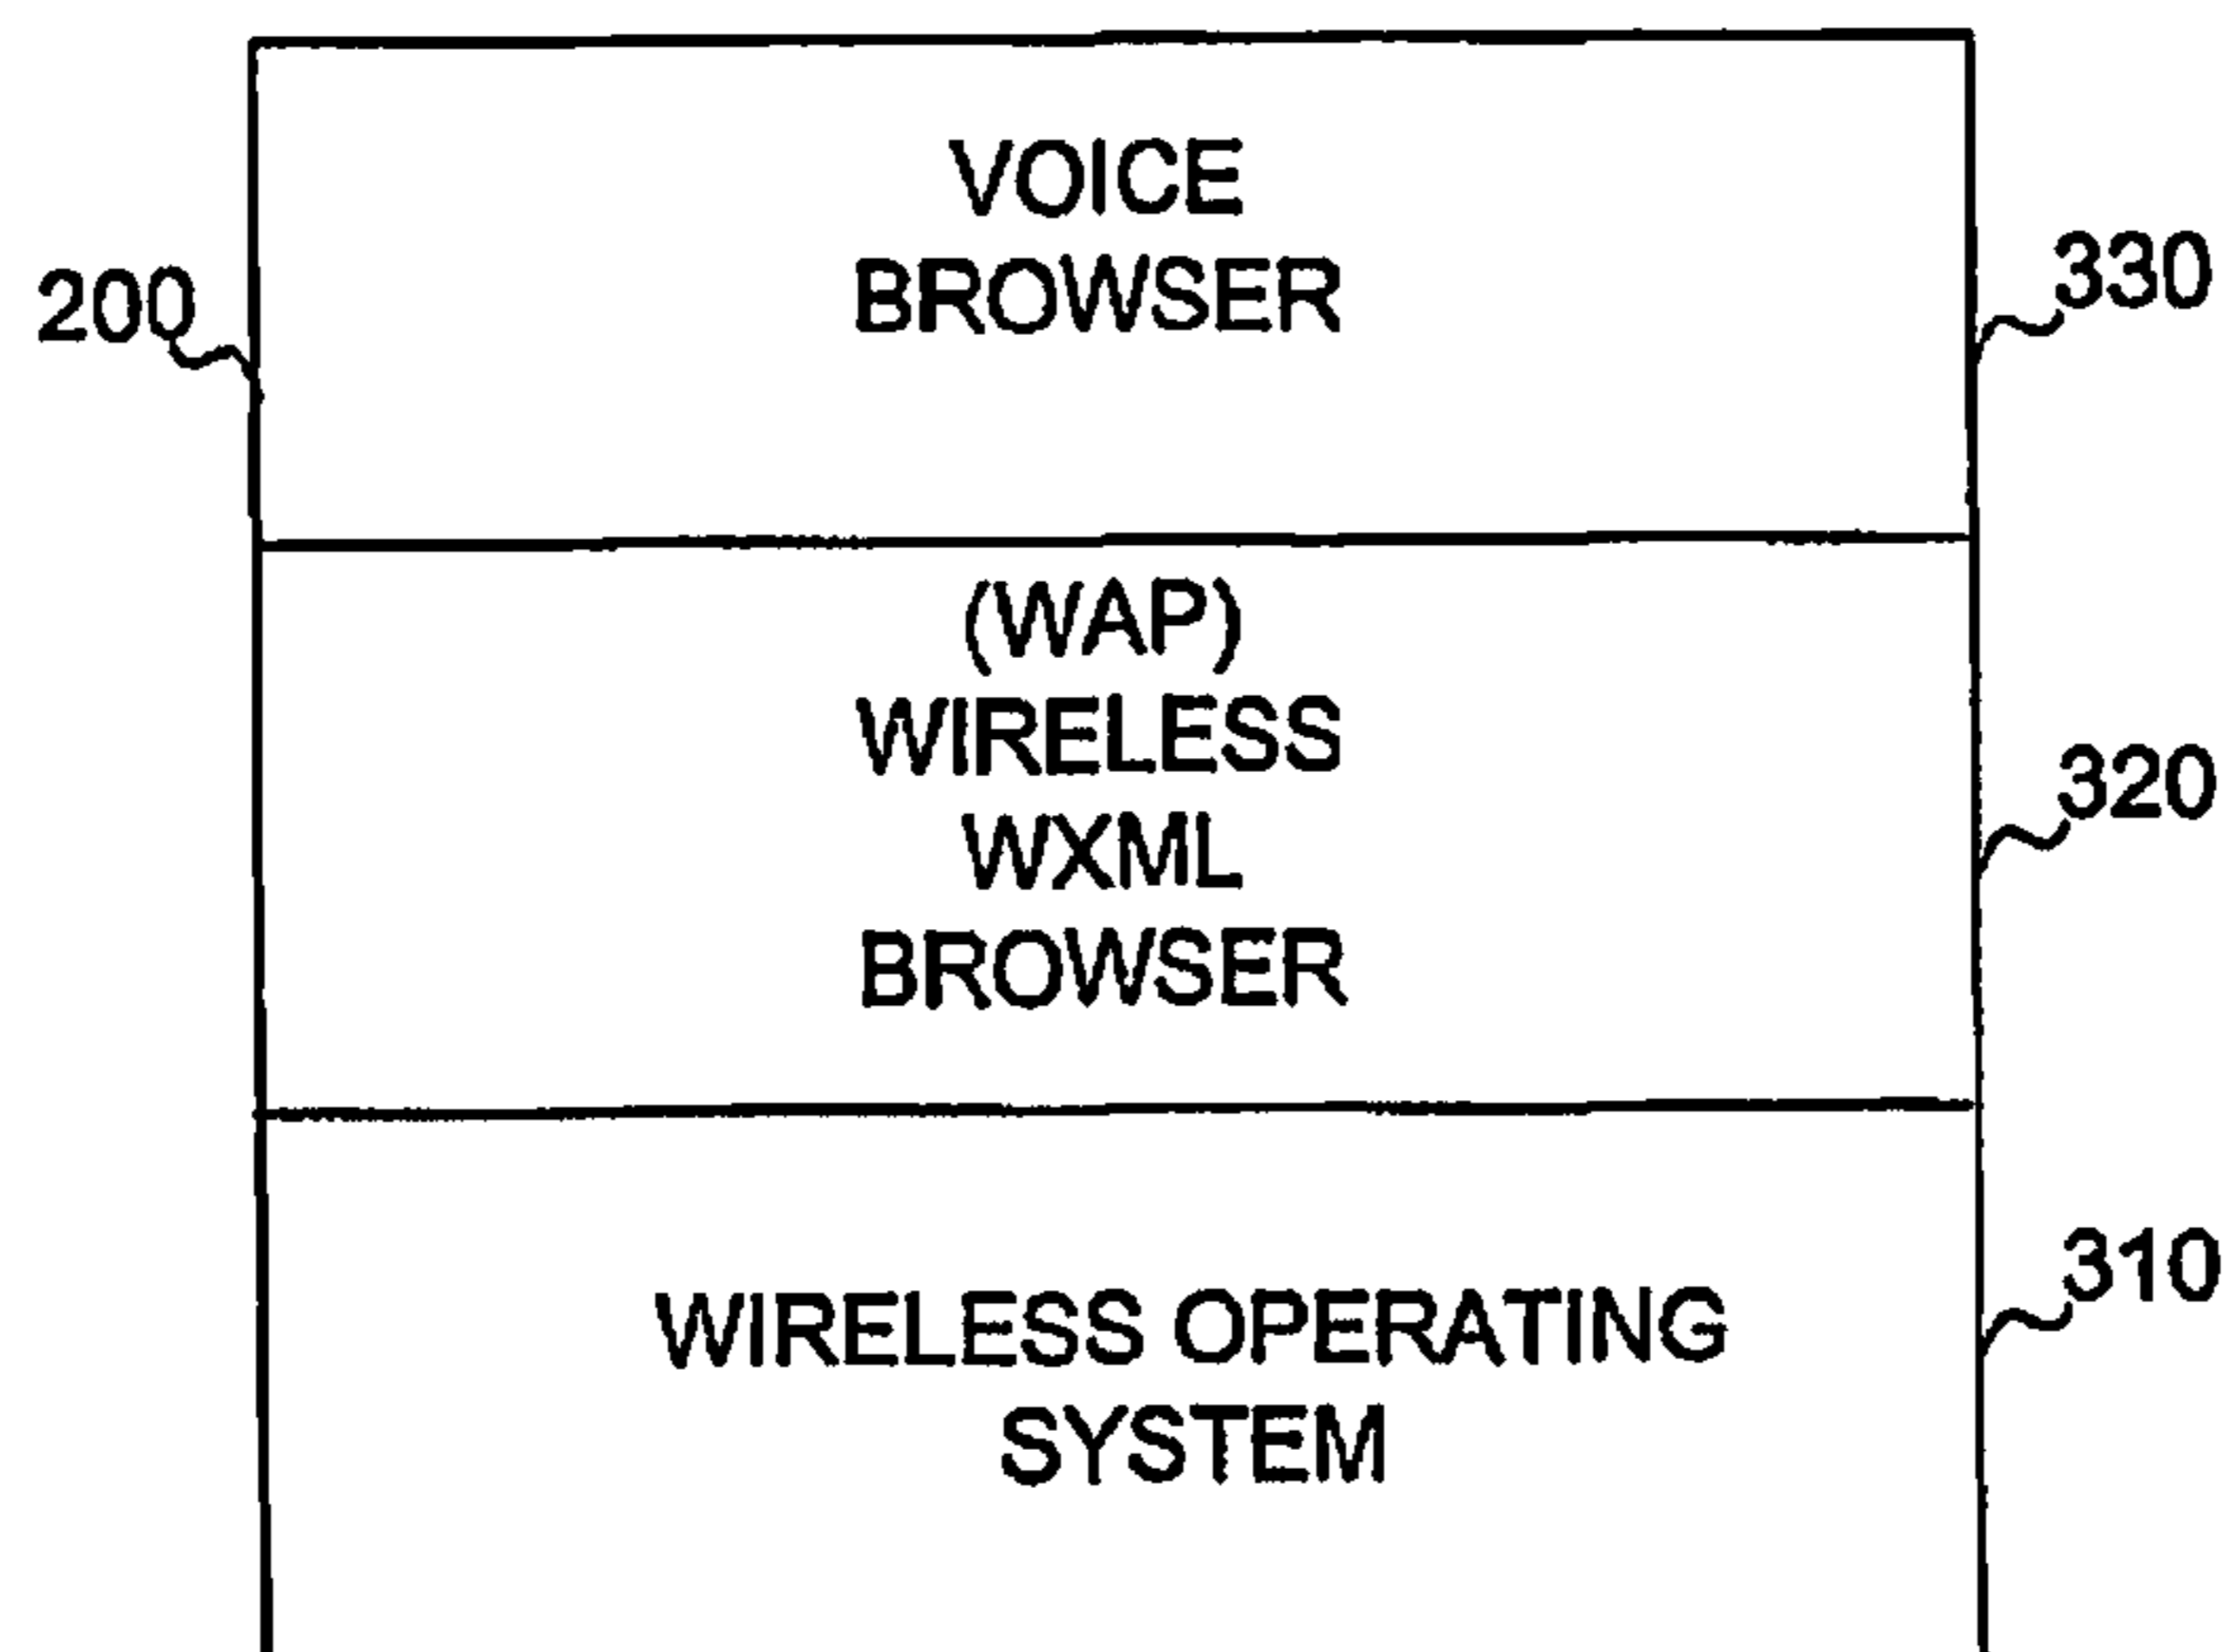 VOICE
BROWSER
200
330
(WAP)
WIRELESS
WXML
BROWSER
320
WIRELESS OPERATING
SYSTEM
310